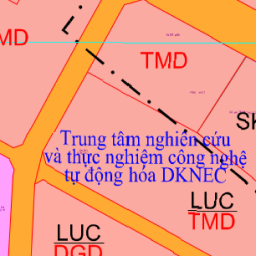 MD
TMD
SK
Trung tâm nghiên cứu
và thực nghiệm công nghệ
tự động hóa DKNEC
LUC
TMD
LUC
DGD